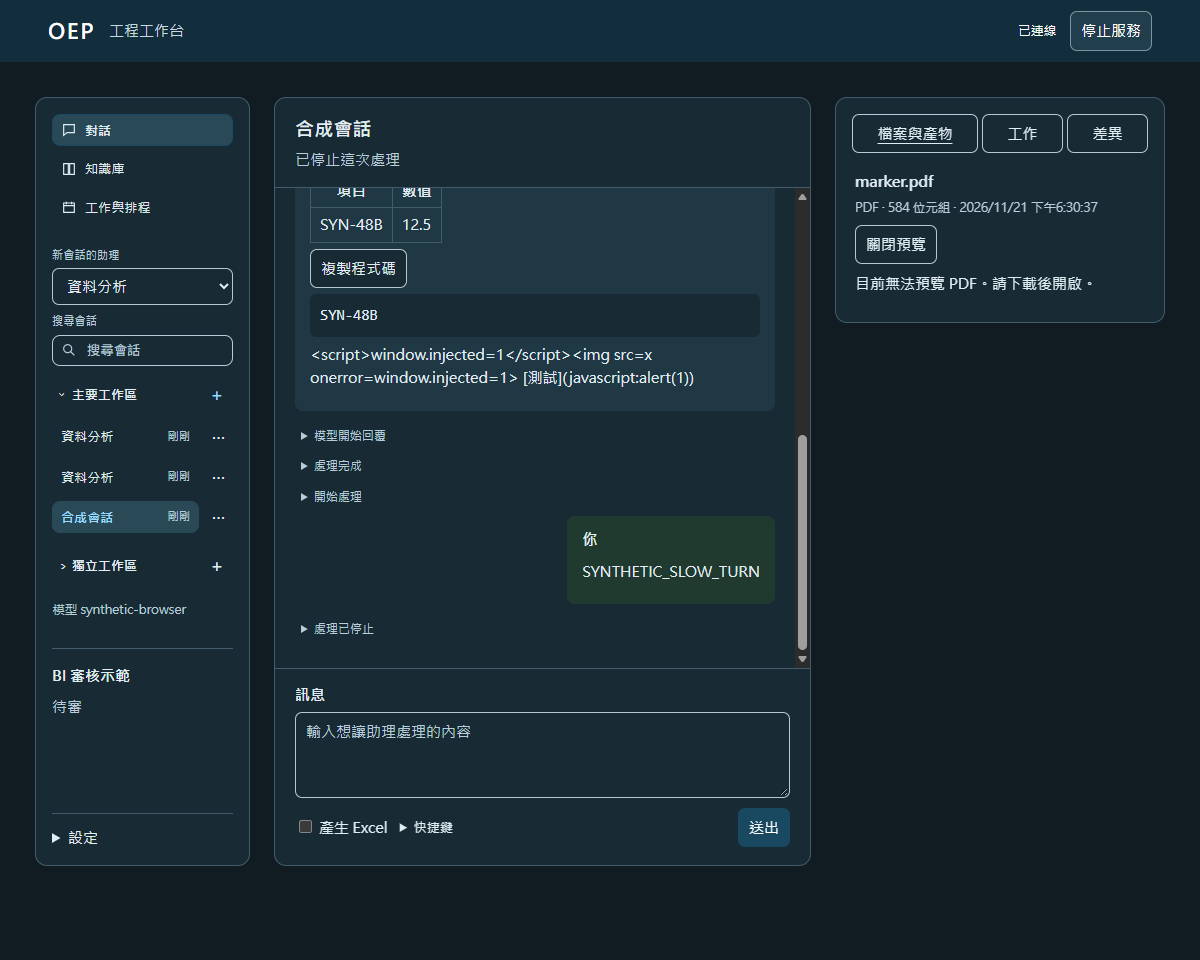 OEP 工程工作台
已連線
停止服務
對話
知識庫
工作與排程
新會話的助理
資料分析
搜尋會話
搜尋會話
主要工作區 +
資料分析 剛剛 ...
資料分析 剛剛 ...
合成會話 剛剛 ...
獨立工作區 +
模型 synthetic-browser
BI 審核示範
待審
設定
合成會話
已停止這次處理
項目 數值
SYN-48B 12.5
複製程式碼
SYN-48B
<script>window.injected=1</script><img src=x
onerror=window.injected=1> [測試](javascript:alert(1))
模型開始回覆
處理完成
開始處理
你
SYNTHETIC_SLOW_TURN
處理已停止
訊息
輸入想讓助理處理的內容
產生 Excel
快捷鍵
送出
檔案與產物
工作
差異
marker.pdf
PDF · 584 位元組 · 2026/11/21 下午6:30:37
關閉預覽
目前無法預覽 PDF。請下載後開啟。